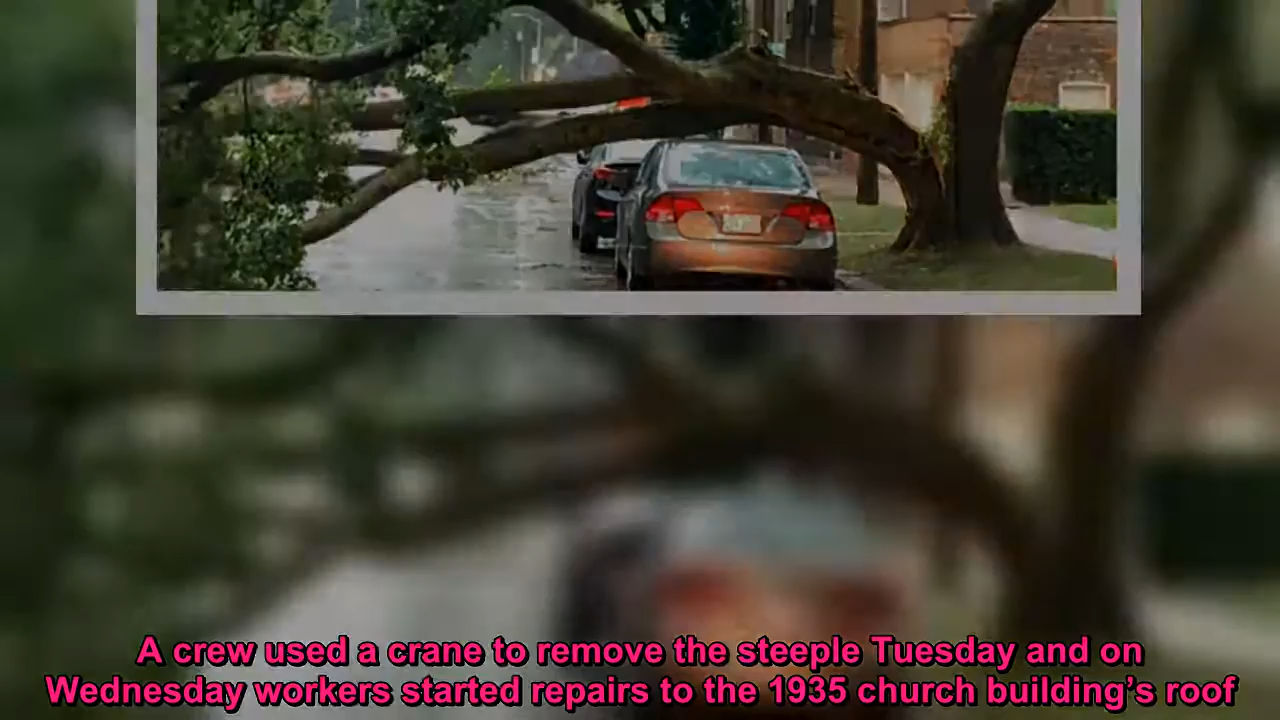 A crew used a crane to remove the steeple Tuesday and on
Wednesday workers started repairs to the 1935 church building’s roof